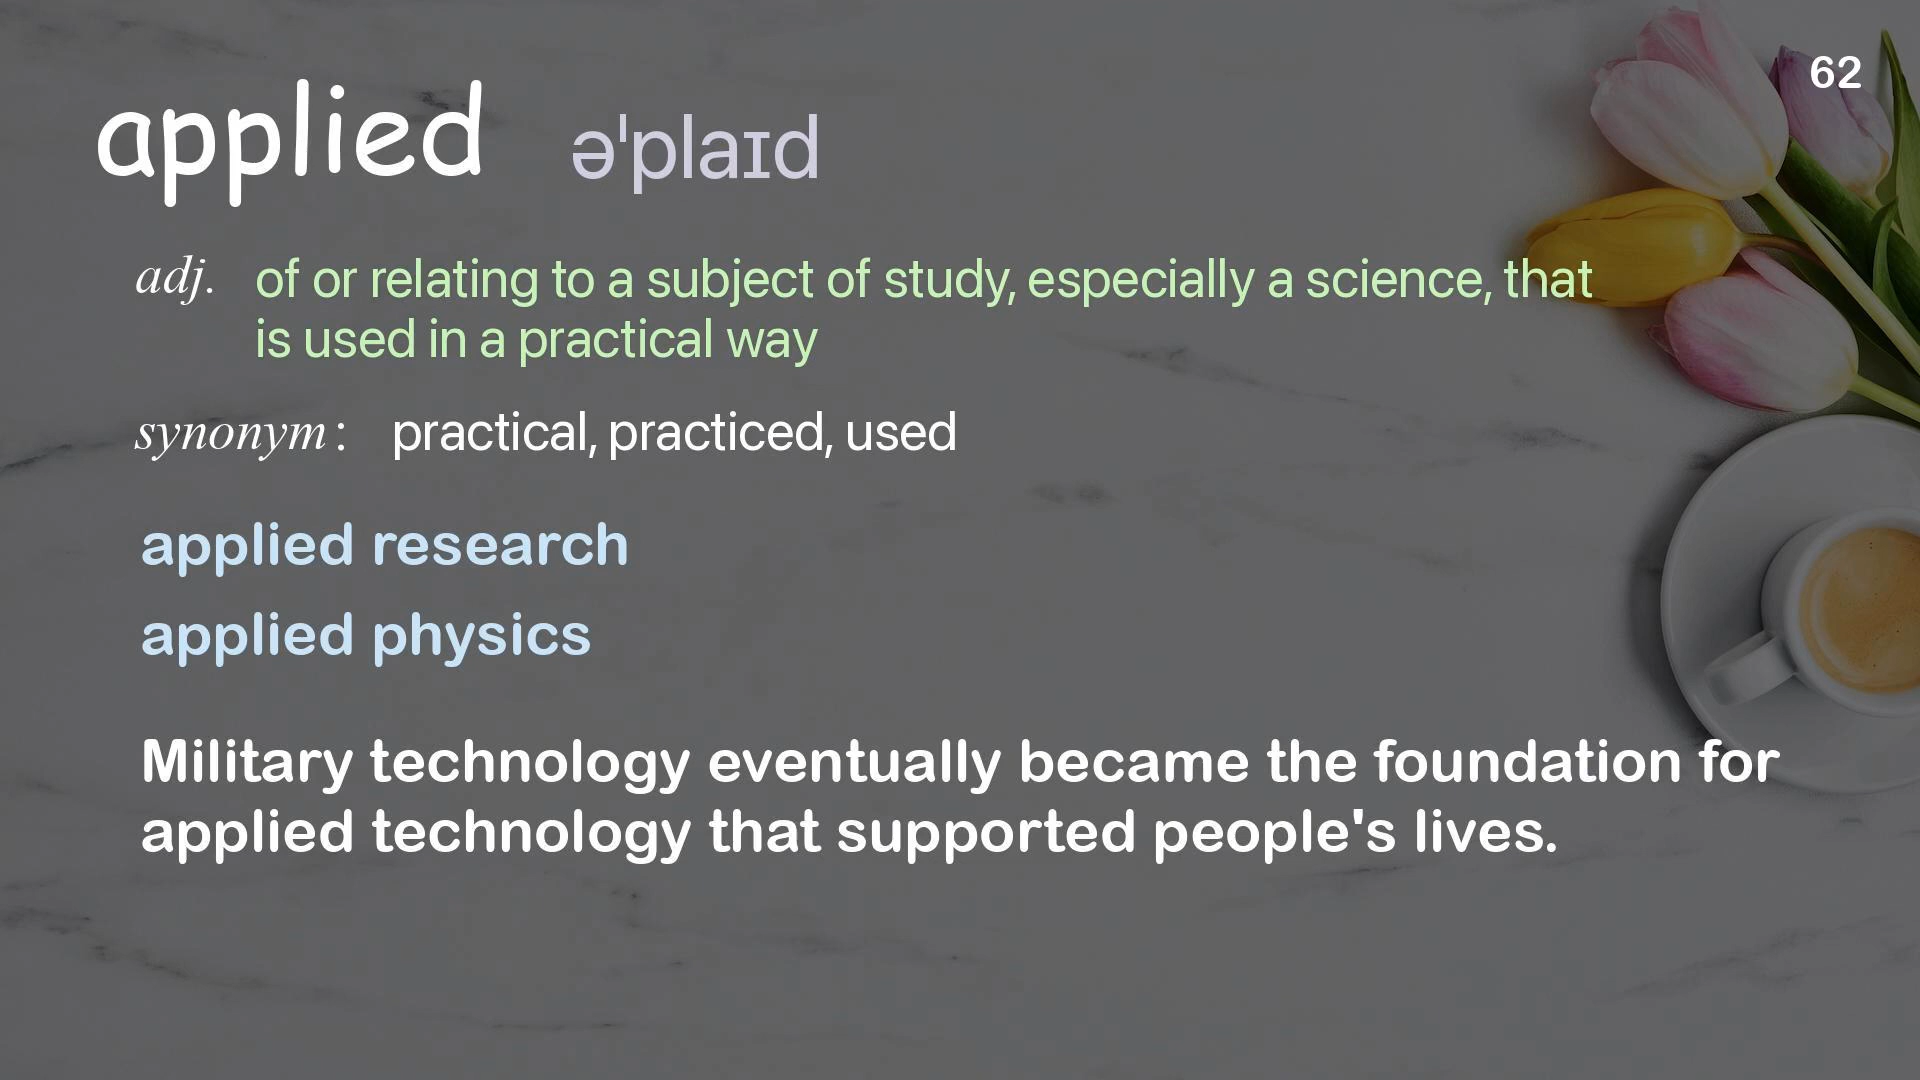 62
applied əˈplaɪd
adj. of or relating to a subject of study, especially a science, that
is used in a practical way
synonym : practical, practiced, used
applied research
applied physics
Military technology eventually became the foundation for
applied technology that supported people's lives.